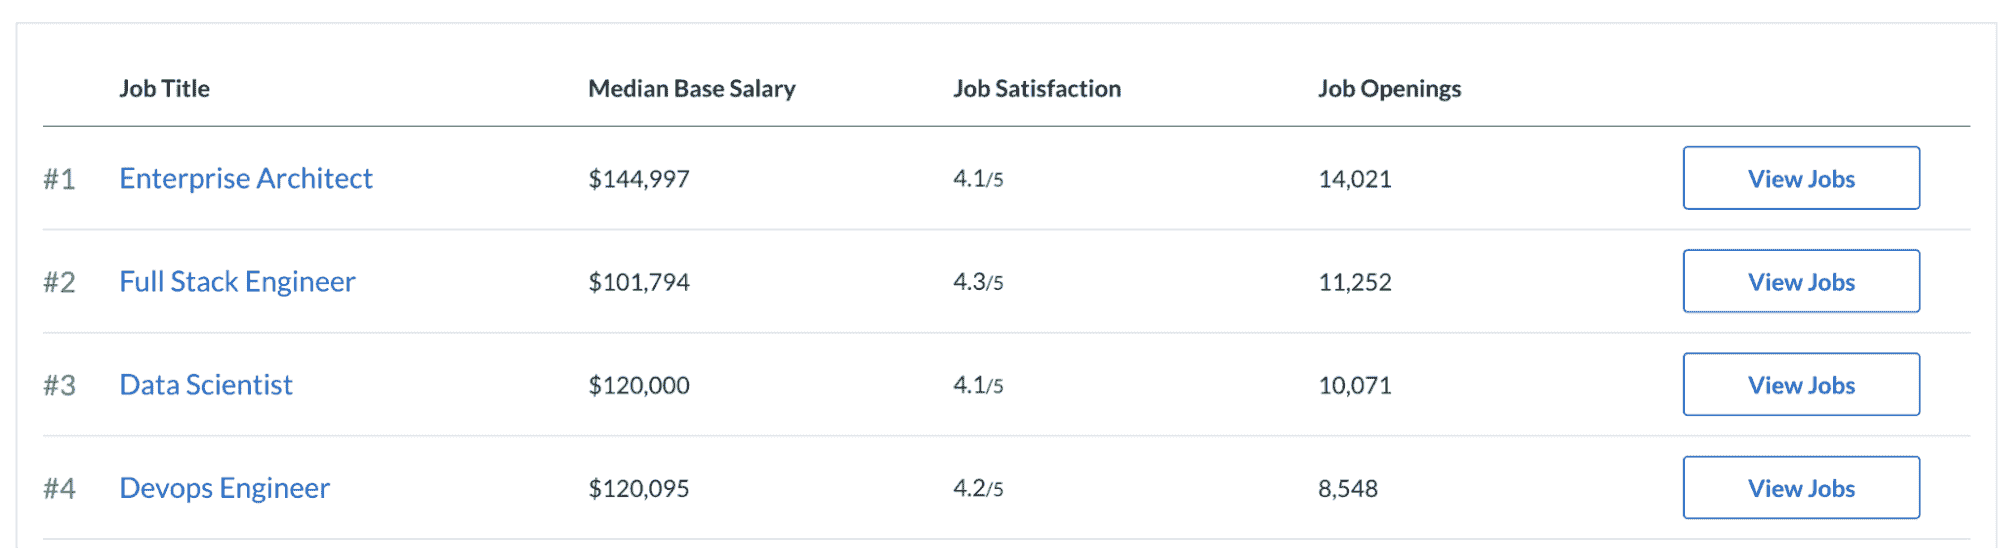 Job Title Median Base Salary Job Satisfaction Job Openings
#1 Enterprise Architect $144,997 4.1/5 14,021 View Jobs
#2 Full Stack Engineer $101,794 4.3/5 11,252 View Jobs
#3 Data Scientist $120,000 4.1/5 10,071 View Jobs
#4 Devops Engineer $120,095 4.2/5 8,548 View Jobs